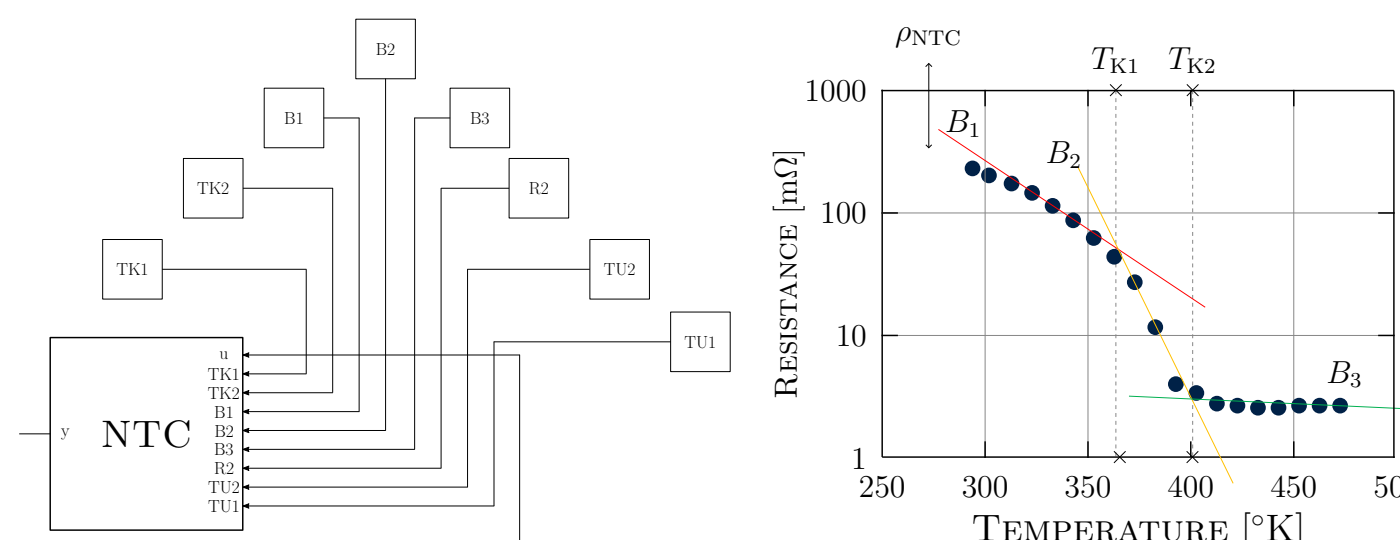 B2
B1
B3
TK2
R2
TK1
TU2
TU1
u
TK1
TK2
B1
B2
B3
R2
TU2
TU1
y
NTC
ρNTC
TK1
TK2
1000
100
10
1
RESISTANCE [mΩ]
B1
B2
B3
250
300
350
400
450
TEMPERATURE [°K]